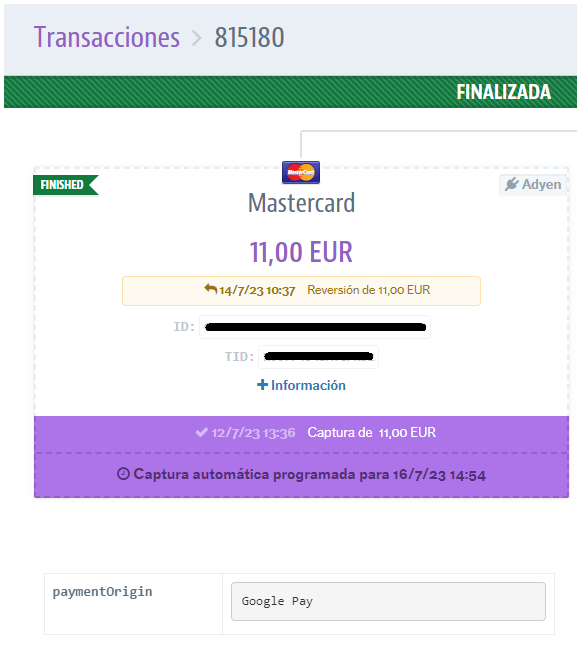 Transacciones > 815180
FINALIZADA
FINISHED
MasterCard
Adyen
Mastercard
11,00 EUR
14/7/23 10:37 Reversión de 11,00 EUR
ID:
TID:
Información
12/7/23 13:36 Captura de 11,00 EUR
Captura automática programada para 16/7/23 14:54
paymentOrigin
Google Pay